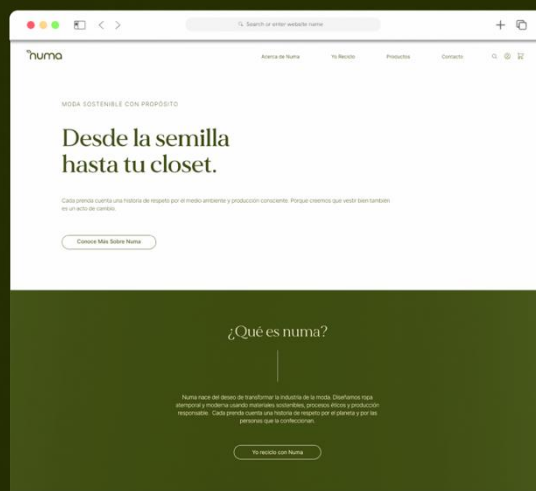 Search or enter website name
numa
Acerca de Numa
Yo Reciclo
Productos
Contacto
MODA SOSTENIBLE CON PROPÓSITO
Desde la semilla
hasta tu closet.
Cada prenda cuenta una historia de respeto por el medio ambiente y producción consciente. Porque creemos que vestir bien también
es un acto de cambio.
Conoce Más Sobre Numa
¿Qué es numa?
Numa nace del deseo de transformar la industria de la moda. Diseñamos ropa
atemporal y moderna usando materiales sostenibles, procesos éticos y producción
responsable. Cada prenda cuenta una historia de respeto por el planeta y por las
personas que la confeccionan.
Yo reciclo con Numa